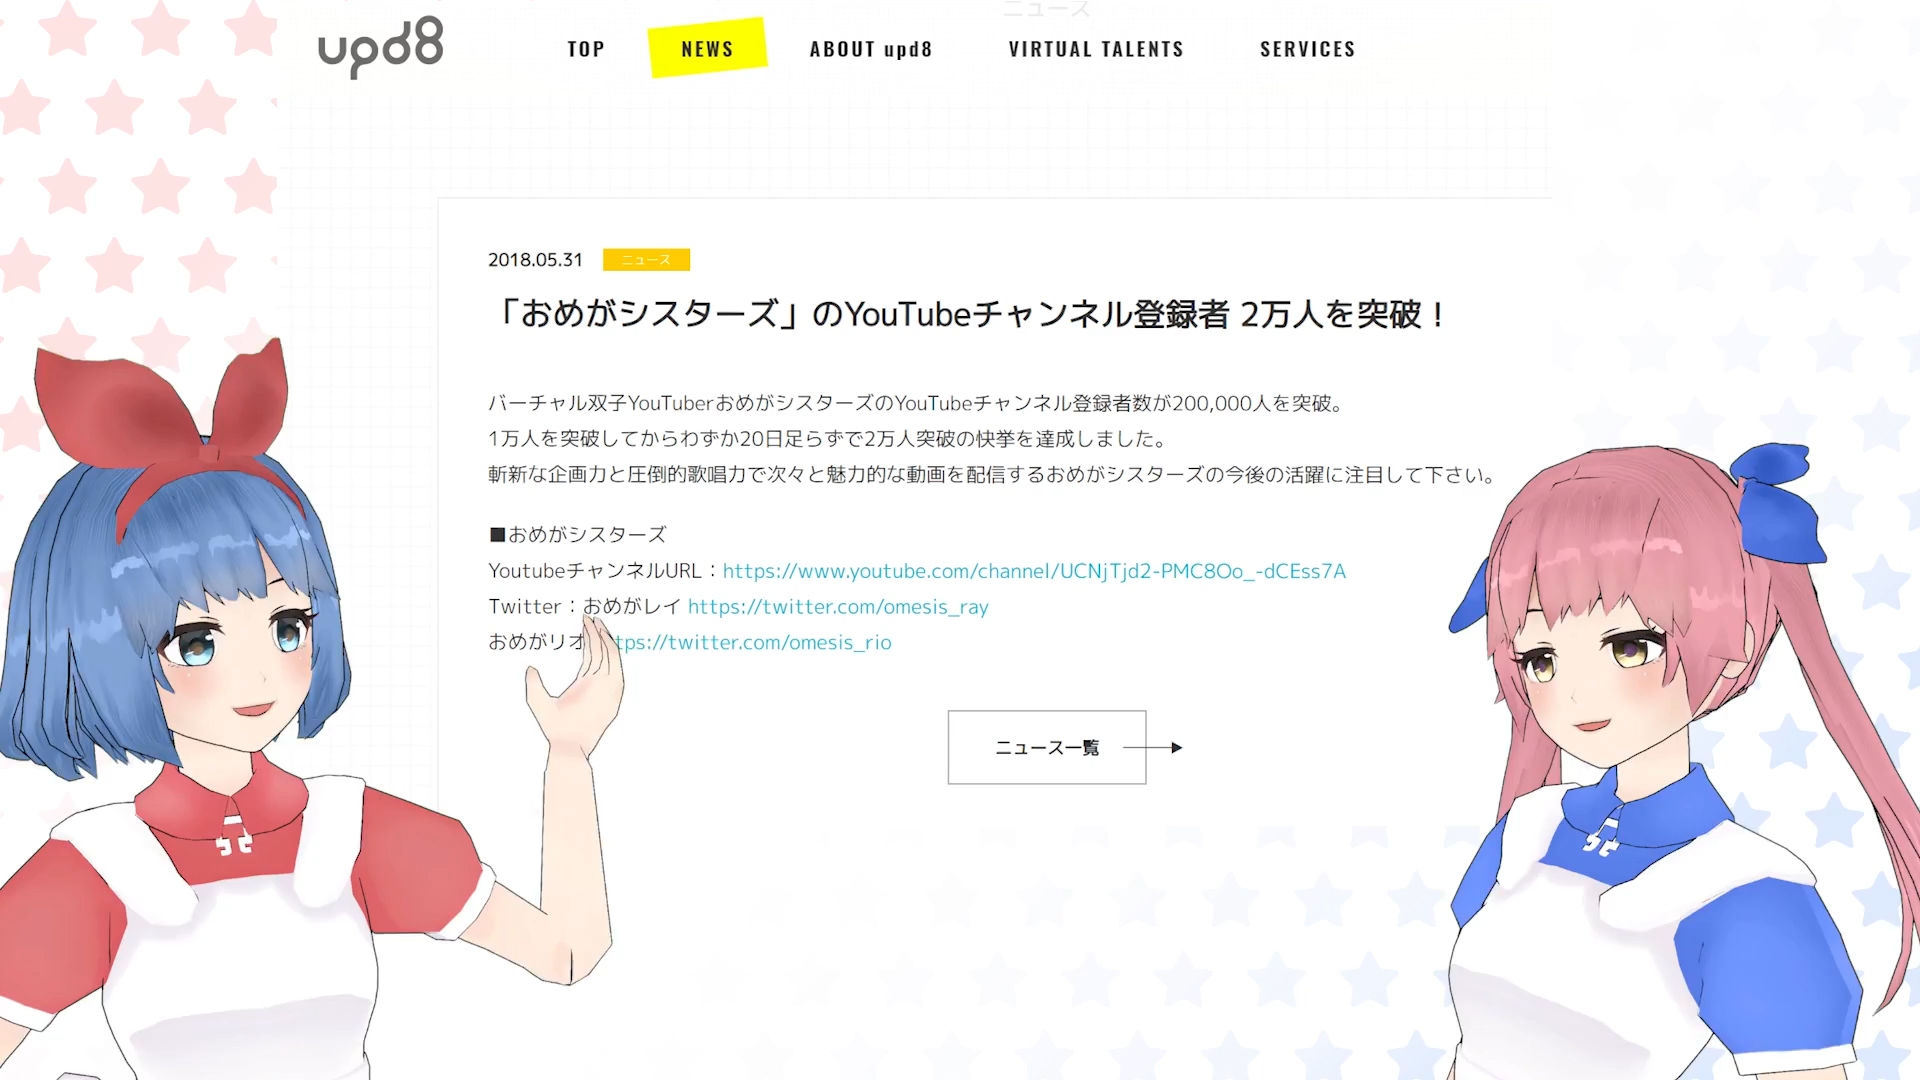 ニュース
upd8
TOP NEWS ABOUT upd8 VIRTUAL TALENTS SERVICES
2018.05.31 ニュース
「おめがシスターズ」のYouTubeチャンネル登録者 2万人を突破！
バーチャル双子YouTuberおめがシスターズのYouTubeチャンネル登録者数が200,000人を突破。
1万人を突破してからわずか20日足らずで2万人突破の快挙を達成しました。
斬新な企画力と圧倒的歌唱力で次々と魅力的な動画を配信するおめがシスターズの今後の活躍に注目して下さい。
■おめがシスターズ
YoutubeチャンネルURL：https://www.youtube.com/channel/UCNjTjd2-PMC8Oo_-dCEss7A
Twitter：おめがレイ https://twitter.com/omesis_ray
おめがリオ tps://twitter.com/omesis_rio
ニュース一覧